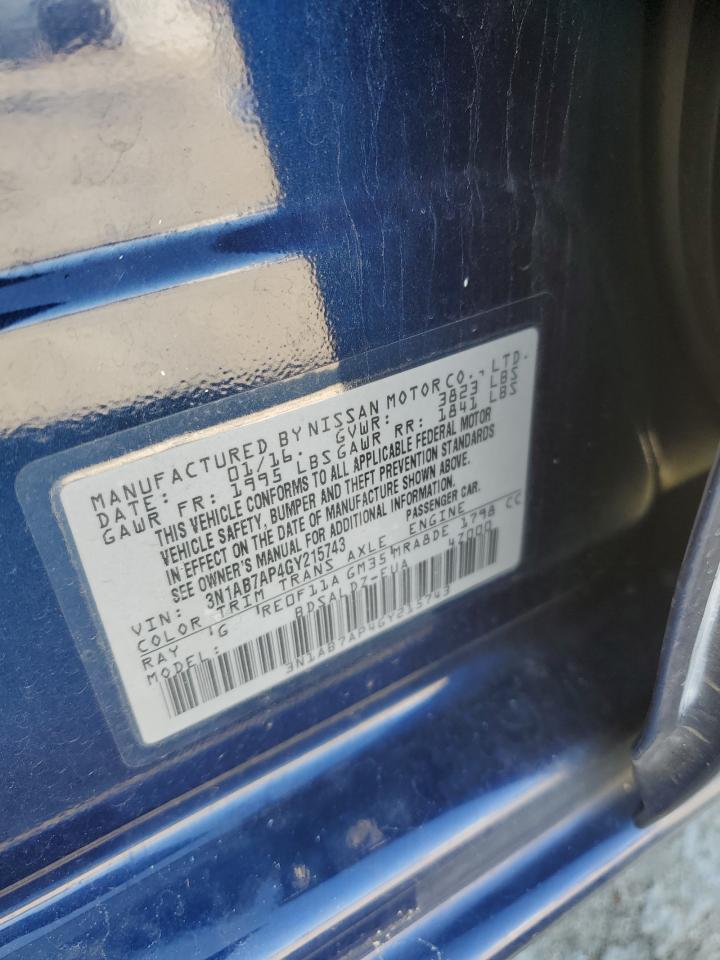 MANUFACTURED BY NISSAN MOTOR CO., LTD.
DATE: 01/16. GVWR: 3823 LBS
GAWR FR: 1995 LBS GAWR RR: 1841 LBS
THIS VEHICLE CONFORMS TO ALL APPLICABLE FEDERAL MOTOR
VEHICLE SAFETY, BUMPER AND THEFT PREVENTION STANDARDS
IN EFFECT ON THE DATE OF MANUFACTURE SHOWN ABOVE.
SEE OWNER'S MANUAL FOR ADDITIONAL INFORMATION.
VIN: 3N1AB7AP4GY215743 PASSENGER CAR.
COLOR TRIM TRANS AXLE ENGINE
RAY G RE0F11A GM35 MRA8DE 1798 CC
MODEL: BDSALD7-EUA 47000
3N1AB7AP4GY215743